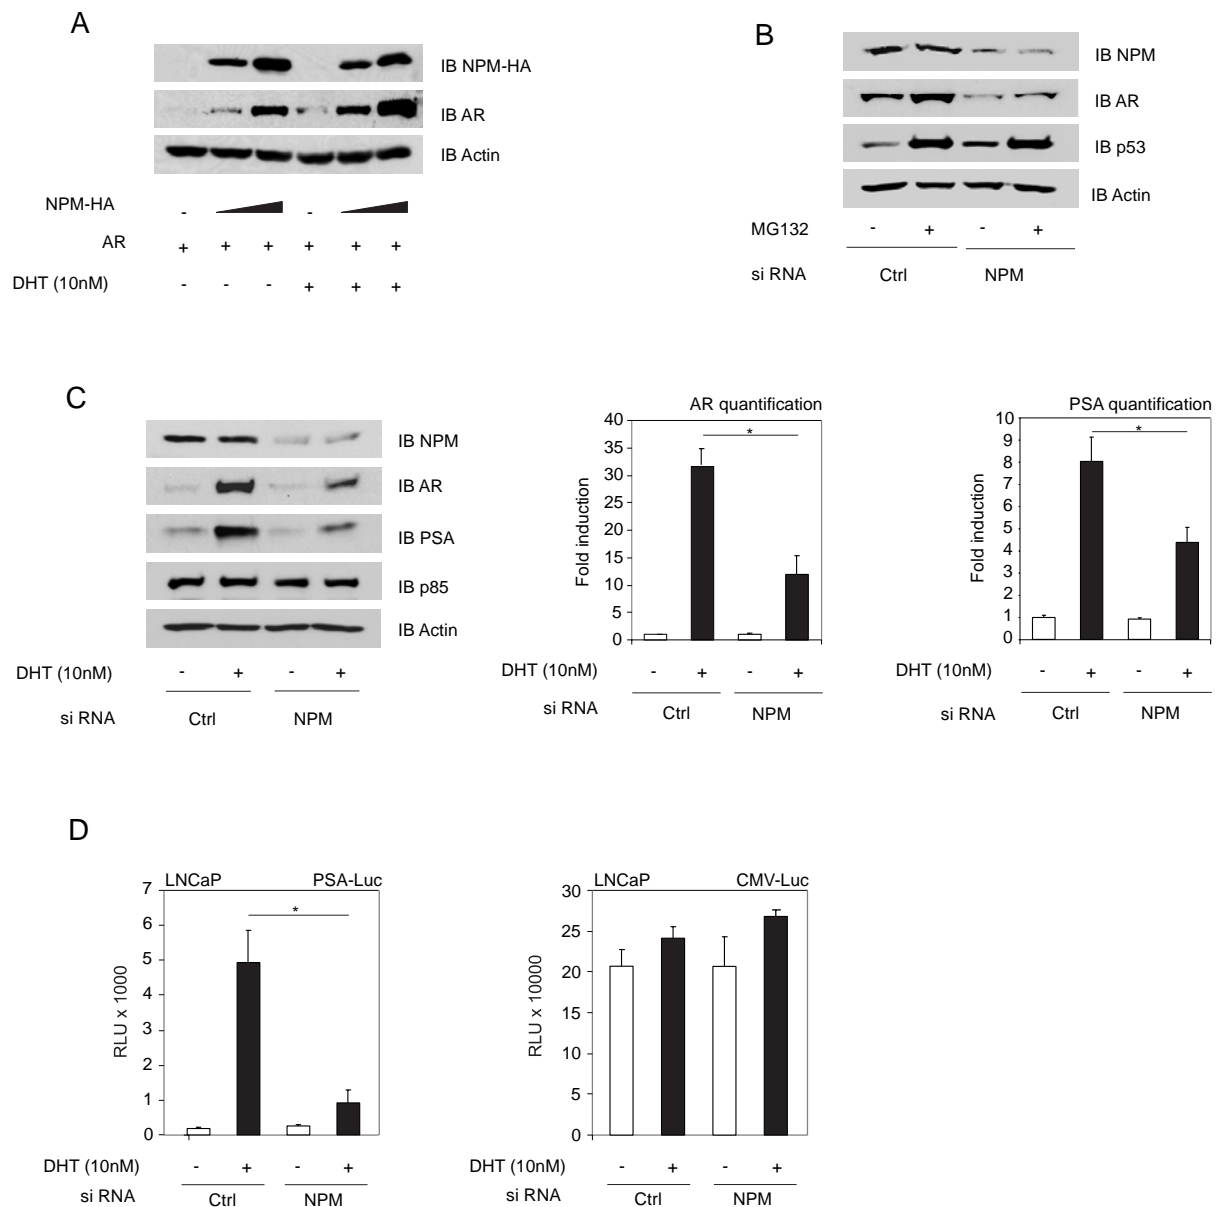 A
IB NPM-HA
IB AR
IB Actin
NPM-HA - -
AR + + + + + +
DHT (10nM) - - - + + +
B
IB NPM
IB AR
IB p53
IB Actin
MG132 - + - +
si RNA Ctrl NPM
C
IB NPM
IB AR
IB PSA
IB p85
IB Actin
DHT (10nM) - + - +
si RNA Ctrl NPM
AR quantification
*
Fold induction
40
35
30
25
20
15
10
5
0
DHT (10nM) - + - +
si RNA Ctrl NPM
PSA quantification
*
Fold induction
10
9
8
7
6
5
4
3
2
1
0
DHT (10nM) - + - +
si RNA Ctrl NPM
D
LNCaP PSA-Luc
*
RLU x 1000
7
6
5
4
3
2
1
0
DHT (10nM) - + - +
si RNA Ctrl NPM
LNCaP CMV-Luc
RLU x 10000
30
25
20
15
10
5
0
DHT (10nM) - + - +
si RNA Ctrl NPM